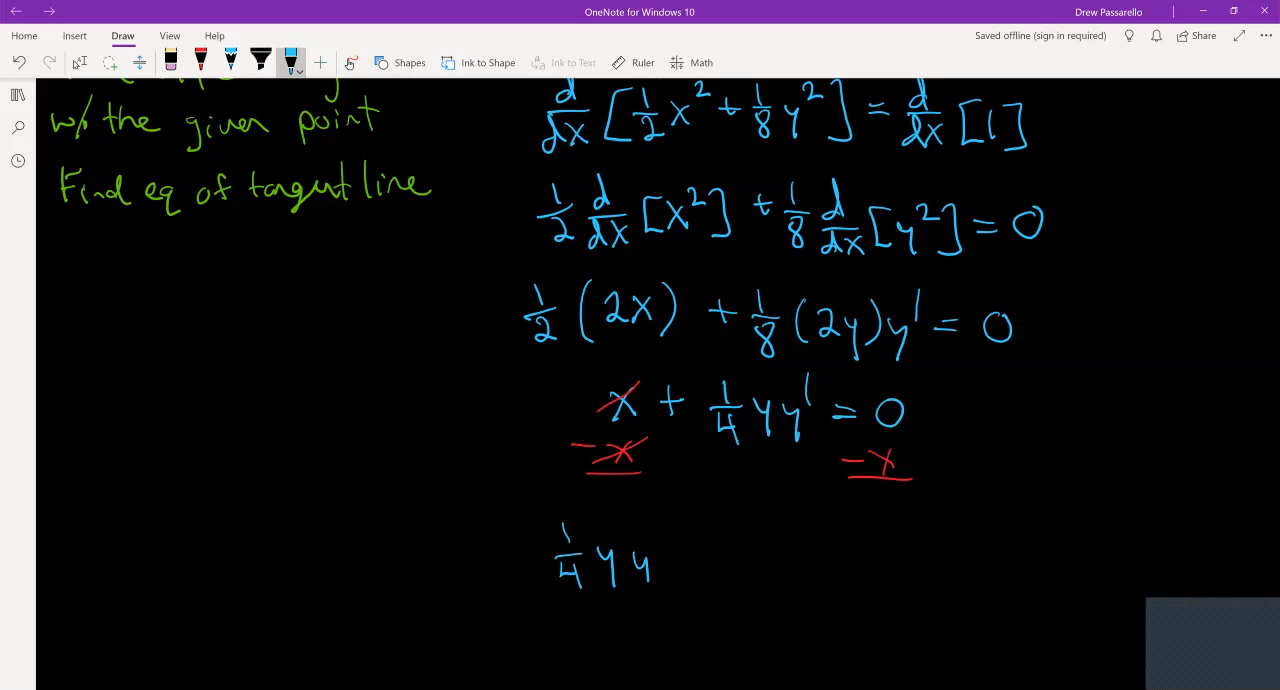 OneNote for Windows 10
Drew Passarello
Home Insert Draw View Help
Saved offline (sign in required)
Share
Shapes
Ink to Shape
Ink to Text
Ruler
Math
w/ the given point
Find eq of tangent line
d/dx [1/2 x² + 1/8 y²] = d/dx [1]
1/2 d/dx [x²] + 1/8 d/dx [y²] = 0
1/2 (2x) + 1/8 (2y) y' = 0
x + 1/4 y y' = 0
- x - x
1/4 y y